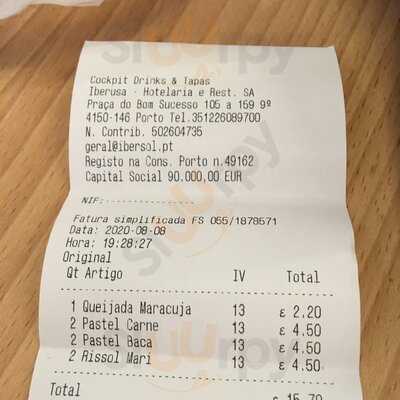 Cockpit Drinks & Tapas
Iberusa - Hotelaria e Rest. SA
Praça do Bom Sucesso 105 a 159 9º
4150-146 Porto Tel.351226089700
N. Contrib. 502604735
geral@ibersol.pt
Registo na Cons. Porto n.49162
Capital Social 90.000,00 EUR
NIF:
Fatura simplificada FS 055/1878571
Data: 2020-08-08
Hora: 19:28:27
Original
Qt Artigo IV Total
1 Queijada Maracuja 13 € 2.20
2 Pastel Carne 13 € 4.50
2 Pastel Baca 13 € 4.50
2 Rissol Mari 13 € 4.50
Total € 15.70